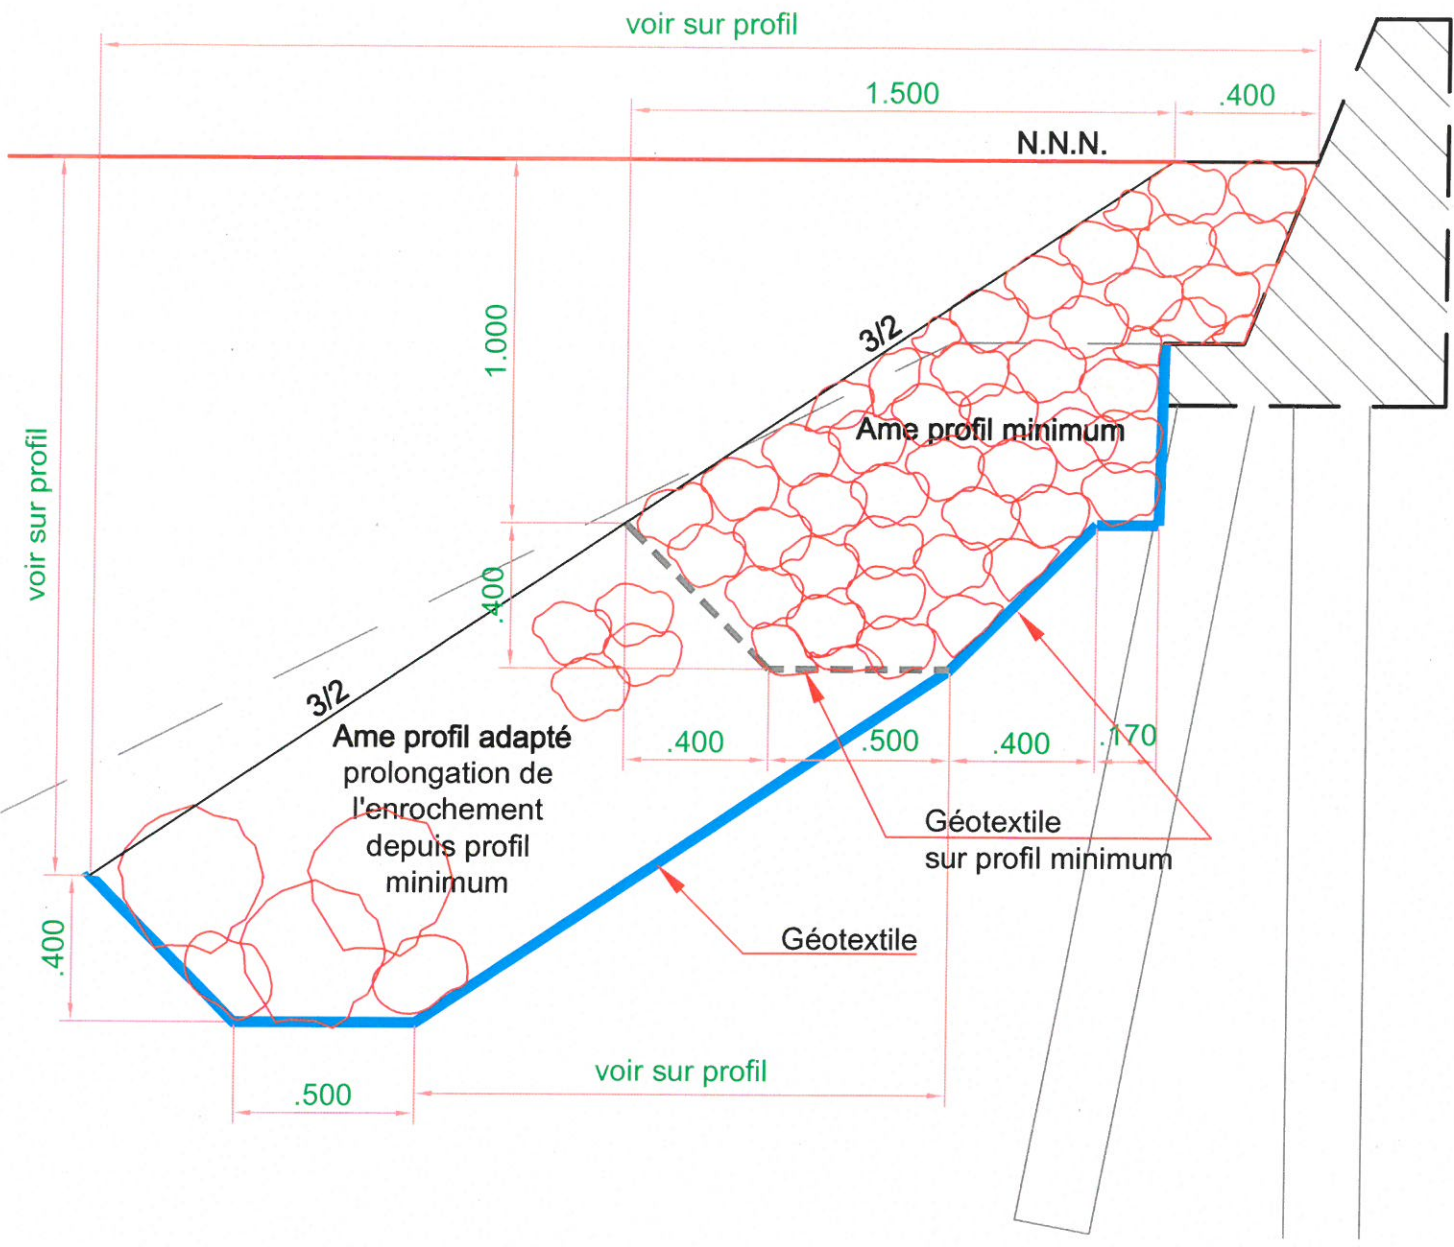 voir sur profil
1.500
.400
N.N.N.
1.000
3/2
Ame profil minimum
voir sur profil
.400
3/2
Ame profil adapté
prolongation de
l'enrochement
depuis profil
minimum
.400
.500
.400
.170
Géotextile
sur profil minimum
Géotextile
.400
voir sur profil
.500